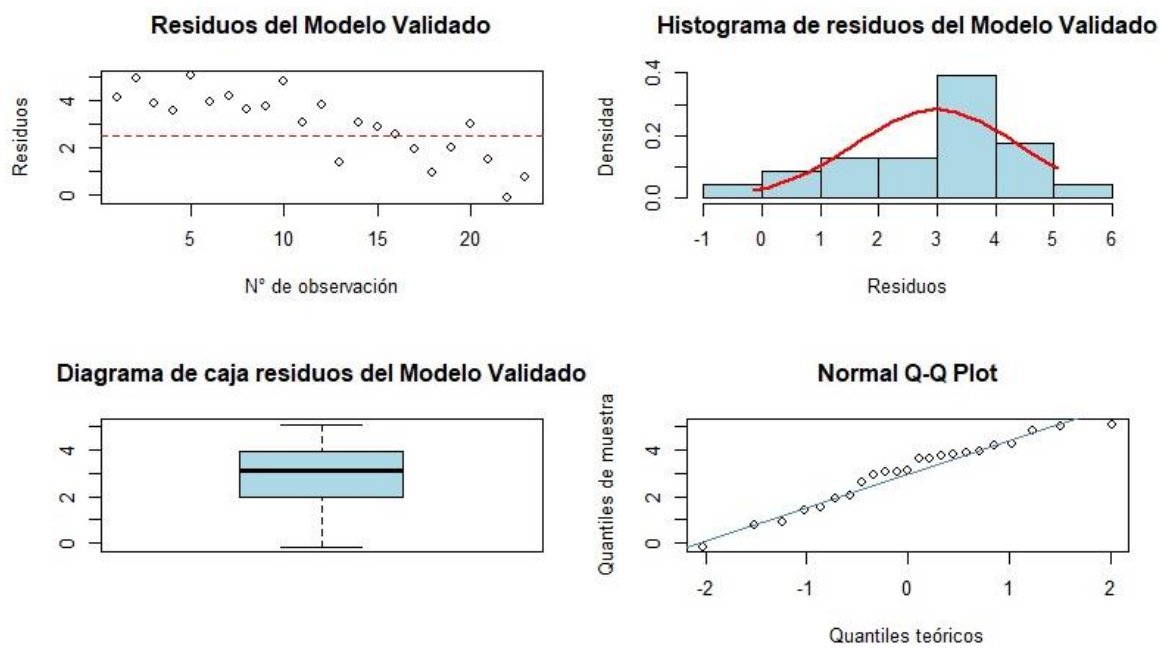 Residuos del Modelo Validado
Residuos
4
2
0
5
10
15
20
N° de observación
Histograma de residuos del Modelo Validado
Densidad
0.4
0.2
0.0
-1
0
1
2
3
4
5
6
Residuos
Diagrama de caja residuos del Modelo Validado
4
2
0
Normal Q-Q Plot
Quantiles de muestra
4
2
0
-2
-1
0
1
2
Quantiles teóricos